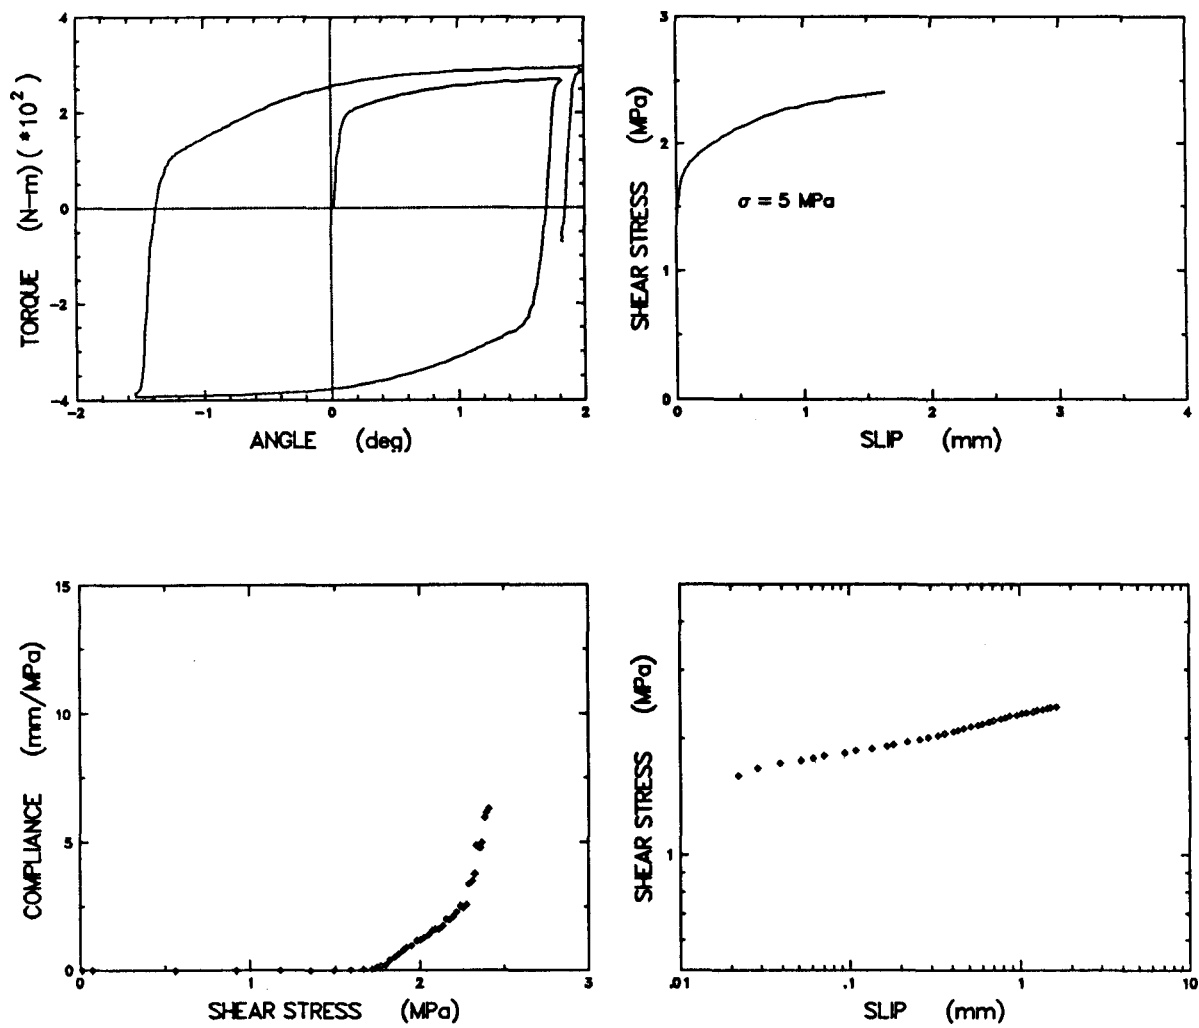 4
2
0
-2
-4
TORQUE (N-m) (*10²)
-2 -1 0 1 2
ANGLE (deg)
3
2
1
0
SHEAR STRESS (MPa)
σ = 5 MPa
0 1 2 3 4
SLIP (mm)
15
10
5
0
COMPLIANCE (mm/MPa)
0 1 2 3
SHEAR STRESS (MPa)
1
SHEAR STRESS (MPa)
.01 .1 1 10
SLIP (mm)